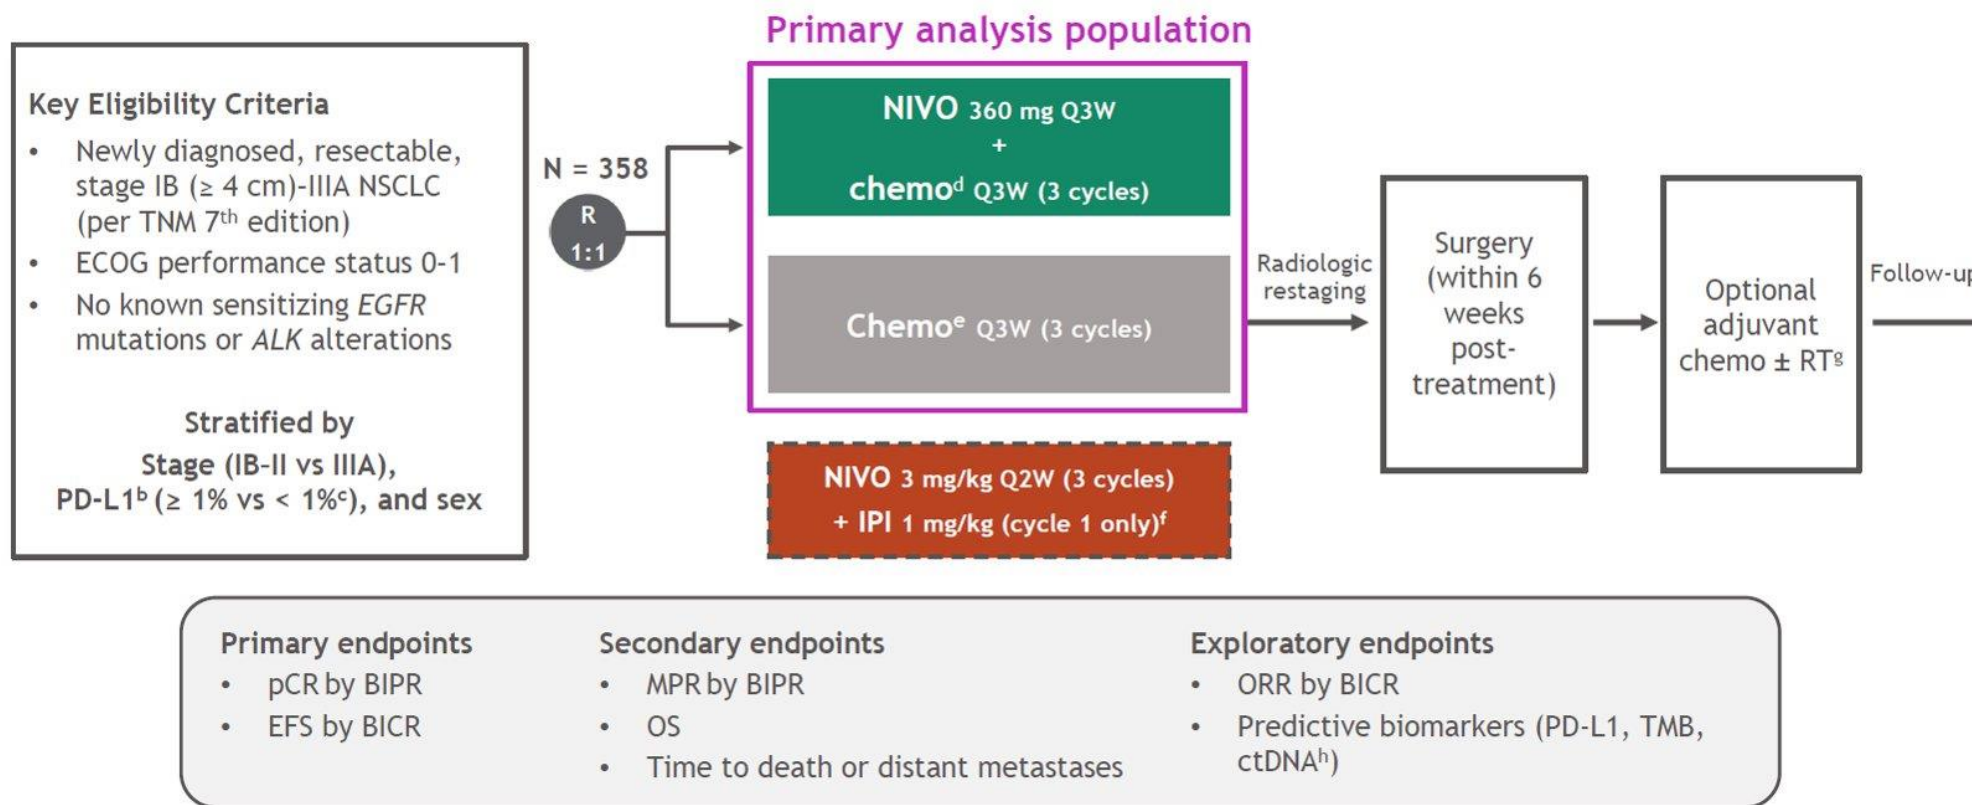 Primary analysis population
Key Eligibility Criteria
• Newly diagnosed, resectable,
stage IB (≥ 4 cm)-IIIA NSCLC
(per TNM 7th edition)
• ECOG performance status 0-1
• No known sensitizing EGFR
mutations or ALK alterations
Stratified by
Stage (IB-II vs IIIA),
PD-L1ᵇ (≥ 1% vs < 1%ᶜ), and sex
N = 358
R
1:1
NIVO 360 mg Q3W
+
chemoᵈ Q3W (3 cycles)
Chemoᵉ Q3W (3 cycles)
NIVO 3 mg/kg Q2W (3 cycles)
+ IPI 1 mg/kg (cycle 1 only)ᶠ
Radiologic
restaging
Surgery
(within 6
weeks
post-
treatment)
Optional
adjuvant
chemo ± RTᵍ
Follow-up
Primary endpoints
• pCR by BIPR
• EFS by BICR
Secondary endpoints
• MPR by BIPR
• OS
• Time to death or distant metastases
Exploratory endpoints
• ORR by BICR
• Predictive biomarkers (PD-L1, TMB,
ctDNAʰ)